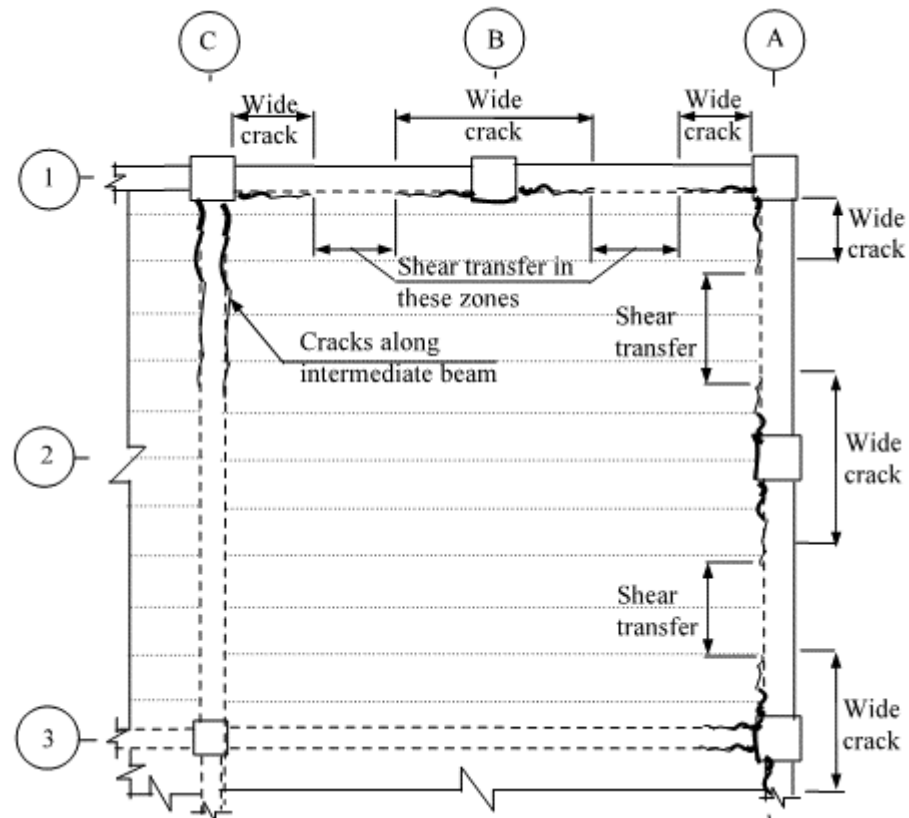 C
B
A
Wide
crack
Wide
crack
Wide
crack
1
Wide
crack
Shear transfer in
these zones
Shear
transfer
Cracks along
intermediate beam
2
Wide
crack
Shear
transfer
3
Wide
crack